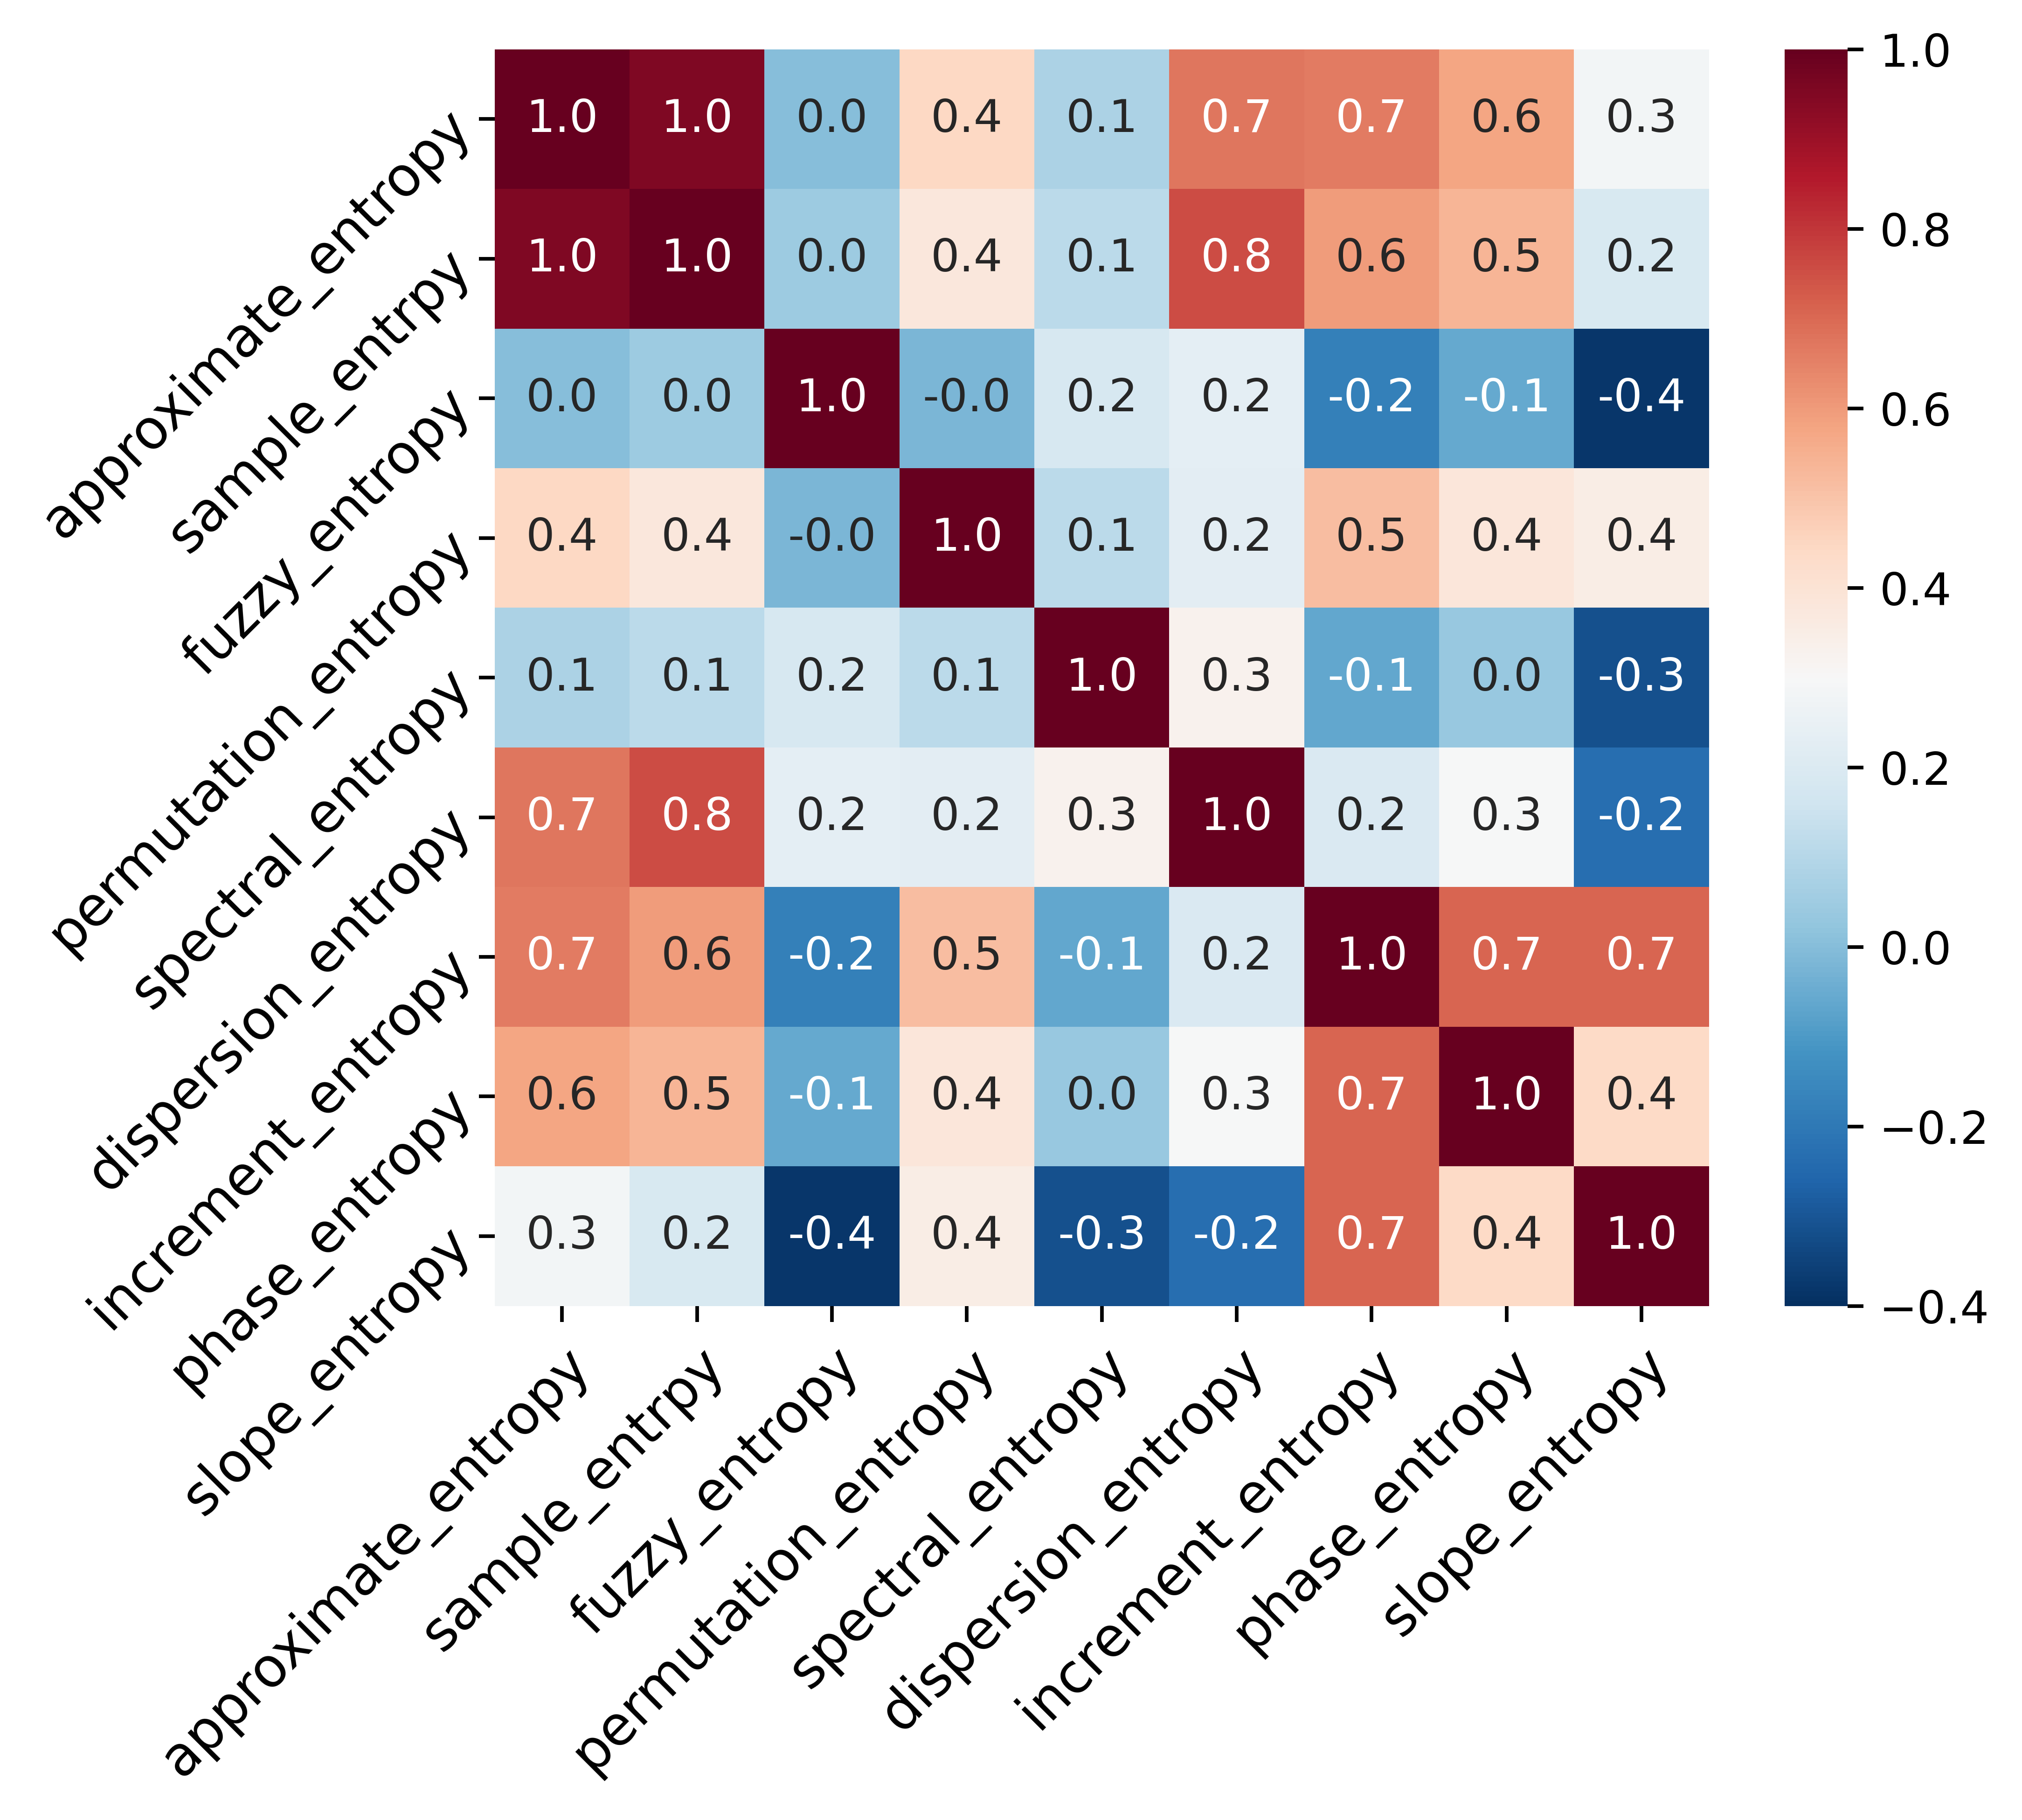 approximate_entropy 1.0 1.0 0.0 0.4 0.1 0.7 0.7 0.6 0.3
sample_entrpy 1.0 1.0 0.0 0.4 0.1 0.8 0.6 0.5 0.2
fuzzy_entropy 0.0 0.0 1.0 -0.0 0.2 0.2 -0.2 -0.1 -0.4
permutation_entropy 0.4 0.4 -0.0 1.0 0.1 0.2 0.5 0.4 0.4
spectral_entropy 0.1 0.1 0.2 0.1 1.0 0.3 -0.1 0.0 -0.3
dispersion_entropy 0.7 0.8 0.2 0.2 0.3 1.0 0.2 0.3 -0.2
increment_entropy 0.7 0.6 -0.2 0.5 -0.1 0.2 1.0 0.7 0.7
phase_entropy 0.6 0.5 -0.1 0.4 0.0 0.3 0.7 1.0 0.4
slope_entropy 0.3 0.2 -0.4 0.4 -0.3 -0.2 0.7 0.4 1.0
approximate_entropy
sample_entrpy
fuzzy_entropy
permutation_entropy
spectral_entropy
dispersion_entropy
increment_entropy
phase_entropy
slope_entropy
1.0
0.8
0.6
0.4
0.2
0.0
−0.2
−0.4